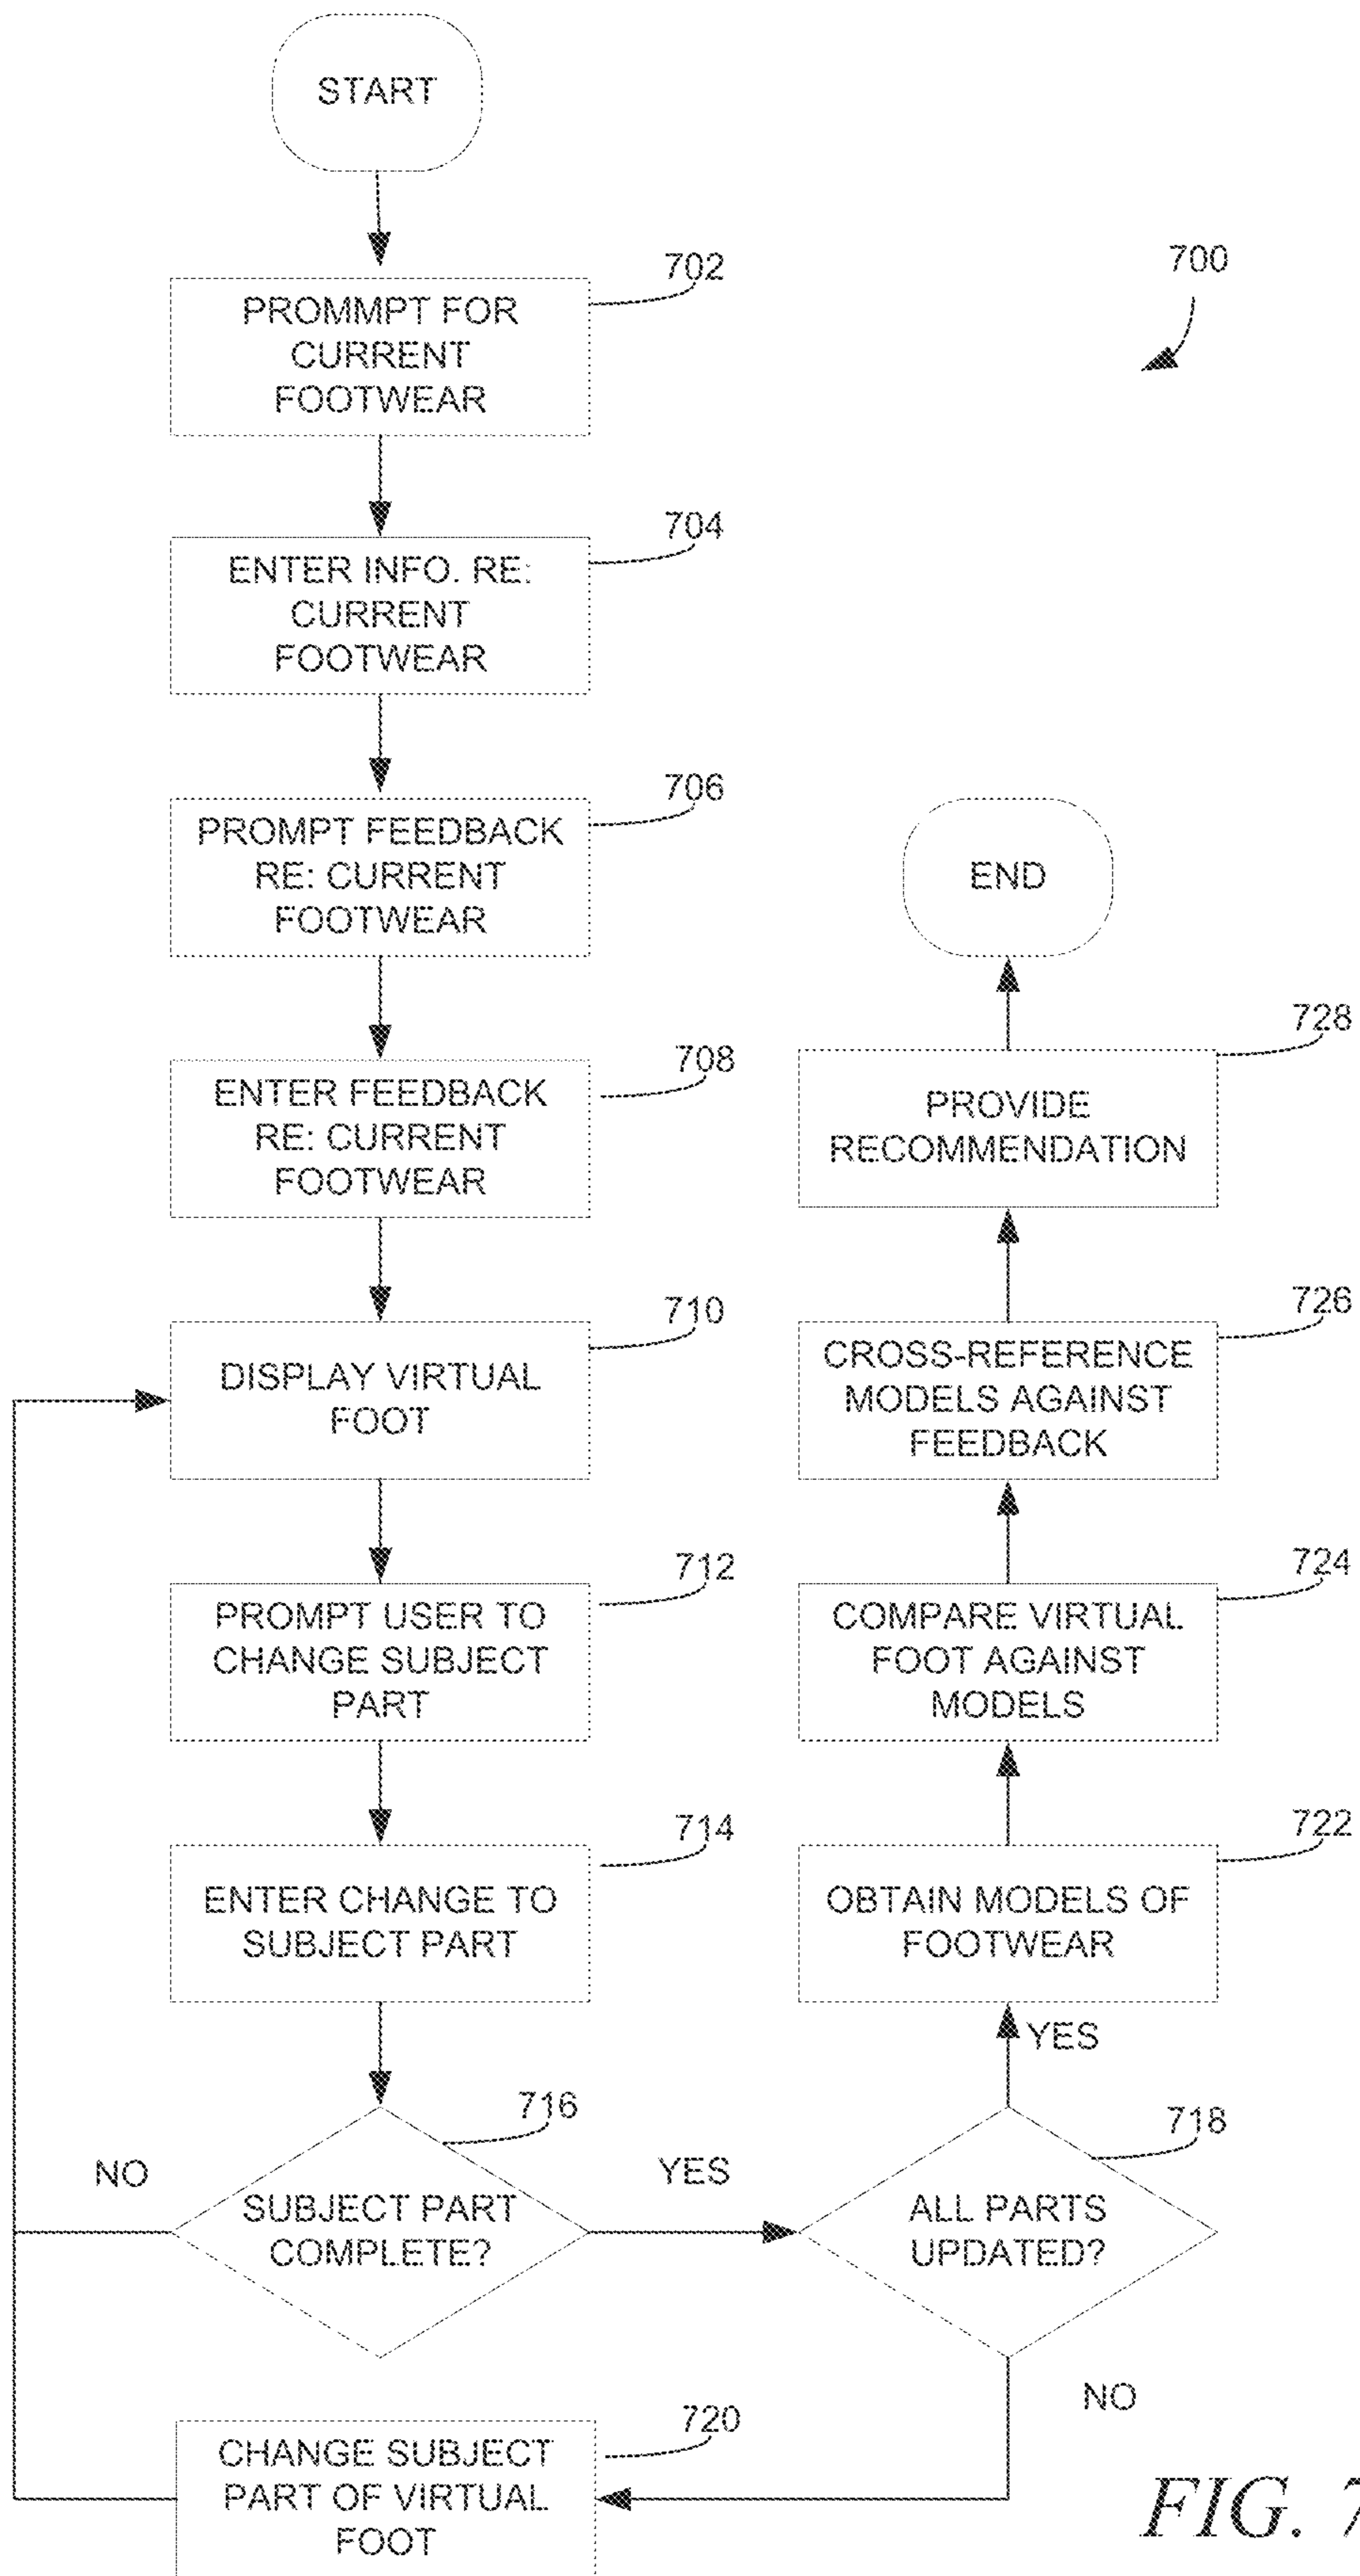 START
702
PROMMPT FOR
CURRENT
FOOTWEAR
700
704
ENTER INFO. RE:
CURRENT
FOOTWEAR
706
PROMPT FEEDBACK
RE: CURRENT
FOOTWEAR
708
ENTER FEEDBACK
RE: CURRENT
FOOTWEAR
710
DISPLAY VIRTUAL
FOOT
712
PROMPT USER TO
CHANGE SUBJECT
PART
714
ENTER CHANGE TO
SUBJECT PART
716
SUBJECT PART
COMPLETE?
NO
YES
718
ALL PARTS
UPDATED?
NO
720
CHANGE SUBJECT
PART OF VIRTUAL
FOOT
YES
722
OBTAIN MODELS OF
FOOTWEAR
724
COMPARE VIRTUAL
FOOT AGAINST
MODELS
726
CROSS-REFERENCE
MODELS AGAINST
FEEDBACK
728
PROVIDE
RECOMMENDATION
END
FIG. 7